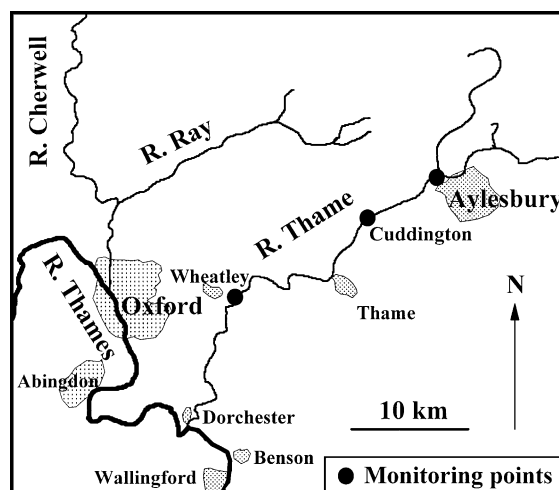 R. Cherwell
R. Ray
R. Thame
Aylesbury
Cuddington
R. Thames
Wheatley
Oxford
N
Thame
Abingdon
Dorchester
10 km
Benson
Wallingford
Monitoring points